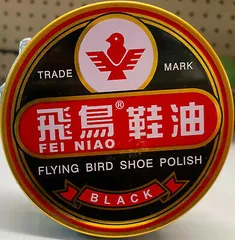 TRADE MARK
飛鳥®鞋油
FEI NIAO
FLYING BIRD SHOE POLISH
BLACK